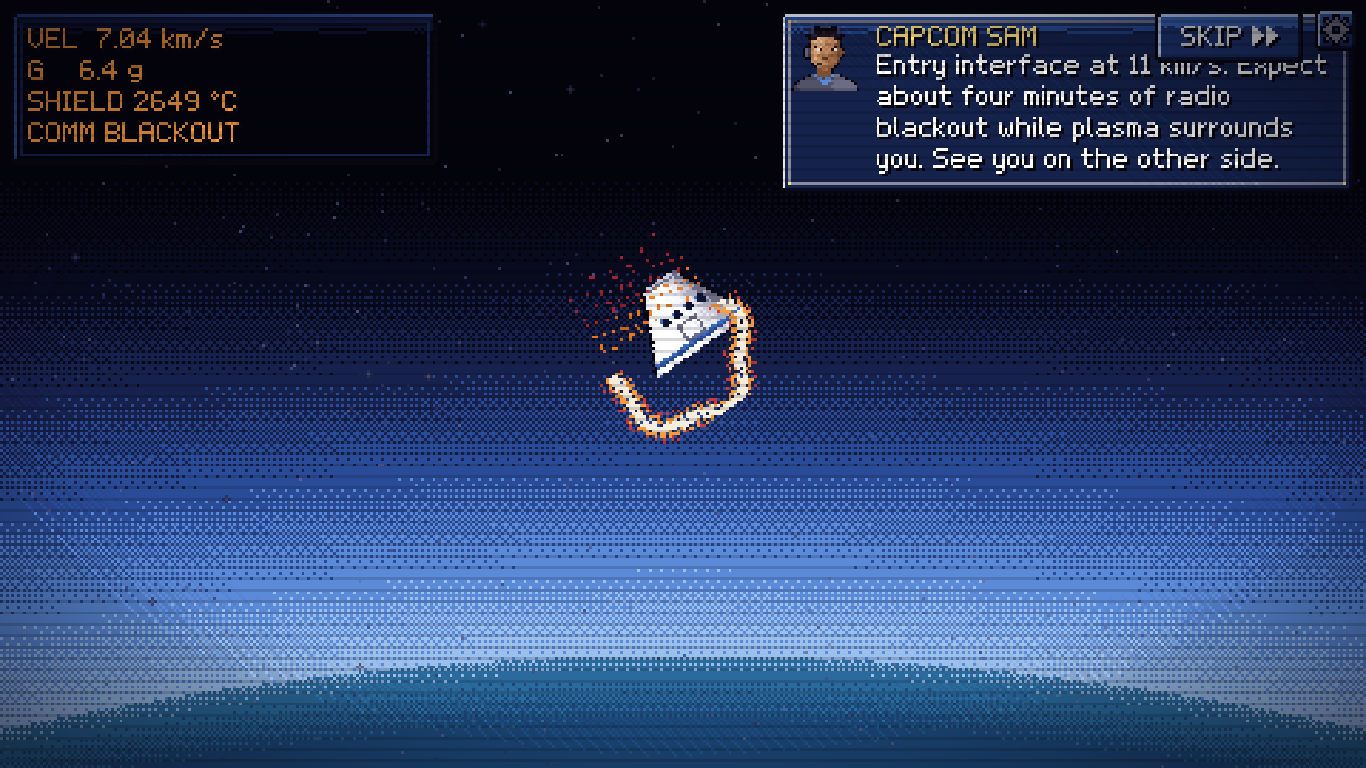 VEL 7.04 km/s
G 6.4 g
SHIELD 2649 °C
COMM BLACKOUT
CAPCOM SAM
SKIP
Entry interface at 11 km/s. Expect
about four minutes of radio
blackout while plasma surrounds
you. See you on the other side.